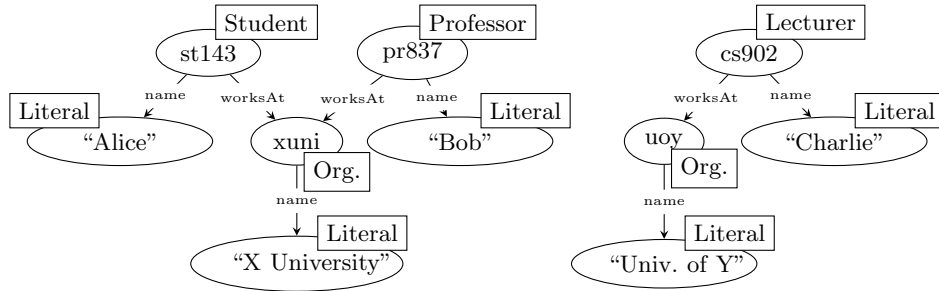 Student Professor Lecturer
st143 pr837 cs902
name worksAt worksAt name worksAt name
Literal Literal Literal
“Alice” xuni “Bob” uoy “Charlie”
Org. Org.
name name
Literal Literal
“X University” “Univ. of Y”